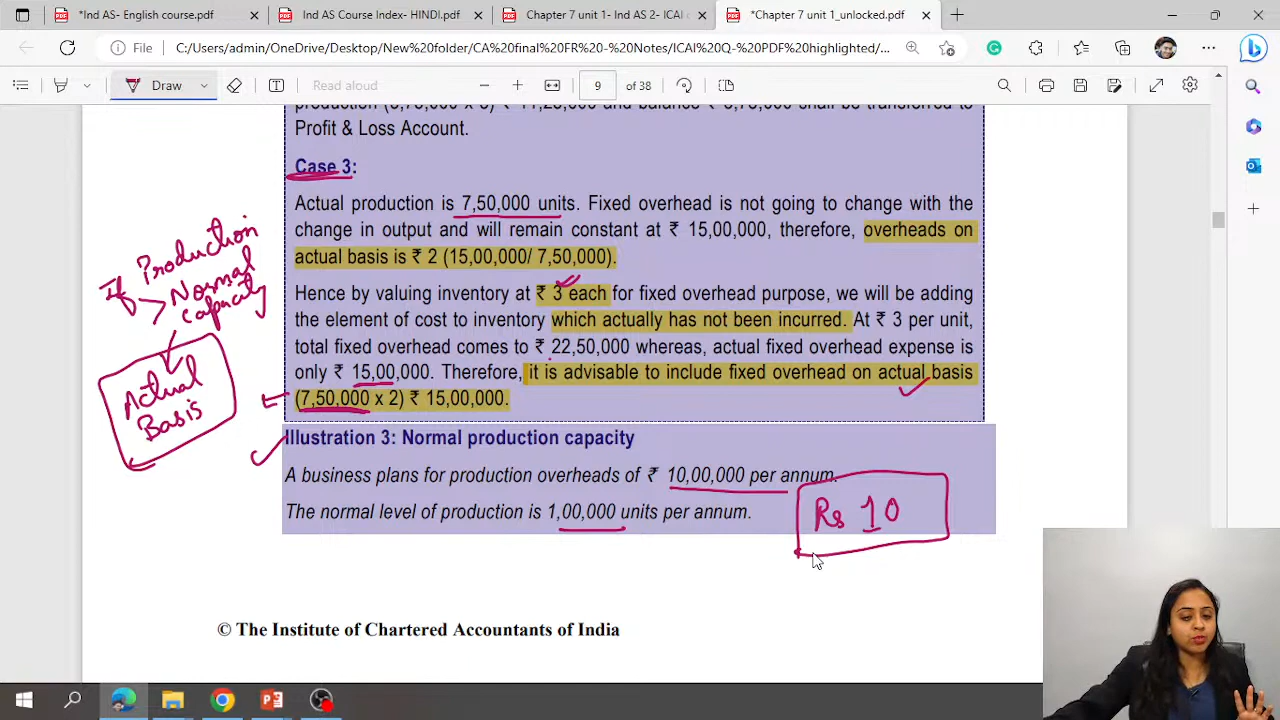 *Ind AS- English course.pdf
Ind AS Course Index- HINDI.pdf
Chapter 7 unit 1- Ind AS 2- ICAI
*Chapter 7 unit 1_unlocked.pdf
File
C:/Users/admin/OneDrive/Desktop/New%20folder/CA%20final%20FR%20-%20Notes/ICAI%20Q-%20PDF%20highlighted/...
Draw
Read aloud
9 of 38
Profit & Loss Account.
Case 3:
Actual production is 7,50,000 units. Fixed overhead is not going to change with the
change in output and will remain constant at ₹ 15,00,000, therefore, overheads on
actual basis is ₹ 2 (15,00,000/ 7,50,000).
Hence by valuing inventory at ₹ 3 each for fixed overhead purpose, we will be adding
the element of cost to inventory which actually has not been incurred. At ₹ 3 per unit,
total fixed overhead comes to ₹ 22,50,000 whereas, actual fixed overhead expense is
only ₹ 15,00,000. Therefore, it is advisable to include fixed overhead on actual basis
(7,50,000 x 2) ₹ 15,00,000.
If Production
> Normal
capacity
Actual
Basis
Illustration 3: Normal production capacity
A business plans for production overheads of ₹ 10,00,000 per annum.
The normal level of production is 1,00,000 units per annum.
Rs 10
© The Institute of Chartered Accountants of India